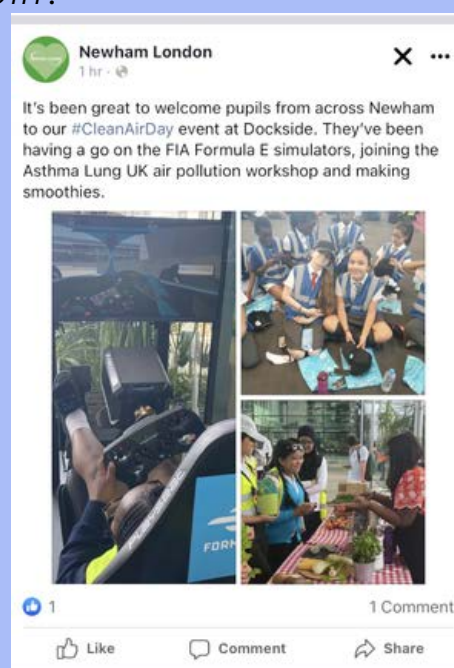 Newham London
1 hr ·
It's been great to welcome pupils from across Newham
to our #CleanAirDay event at Dockside. They've been
having a go on the FIA Formula E simulators, joining the
Asthma Lung UK air pollution workshop and making
smoothies.
PLAYSEAT
FORM
1
1 Comment
Like
Comment
Share